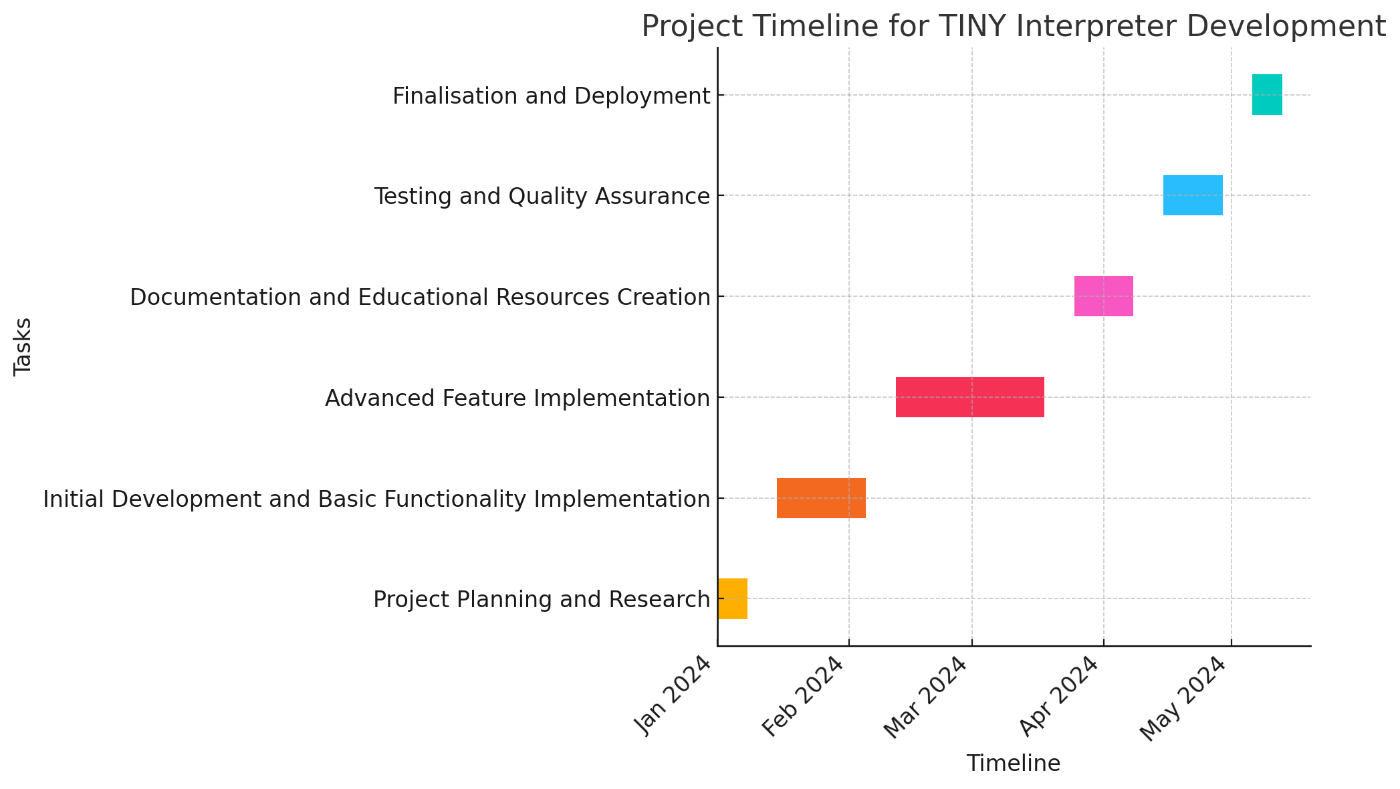 Project Timeline for TINY Interpreter Development
Finalisation and Deployment
Testing and Quality Assurance
Documentation and Educational Resources Creation
Tasks
Advanced Feature Implementation
Initial Development and Basic Functionality Implementation
Project Planning and Research
Jan 2024
Feb 2024
Mar 2024
Apr 2024
May 2024
Timeline